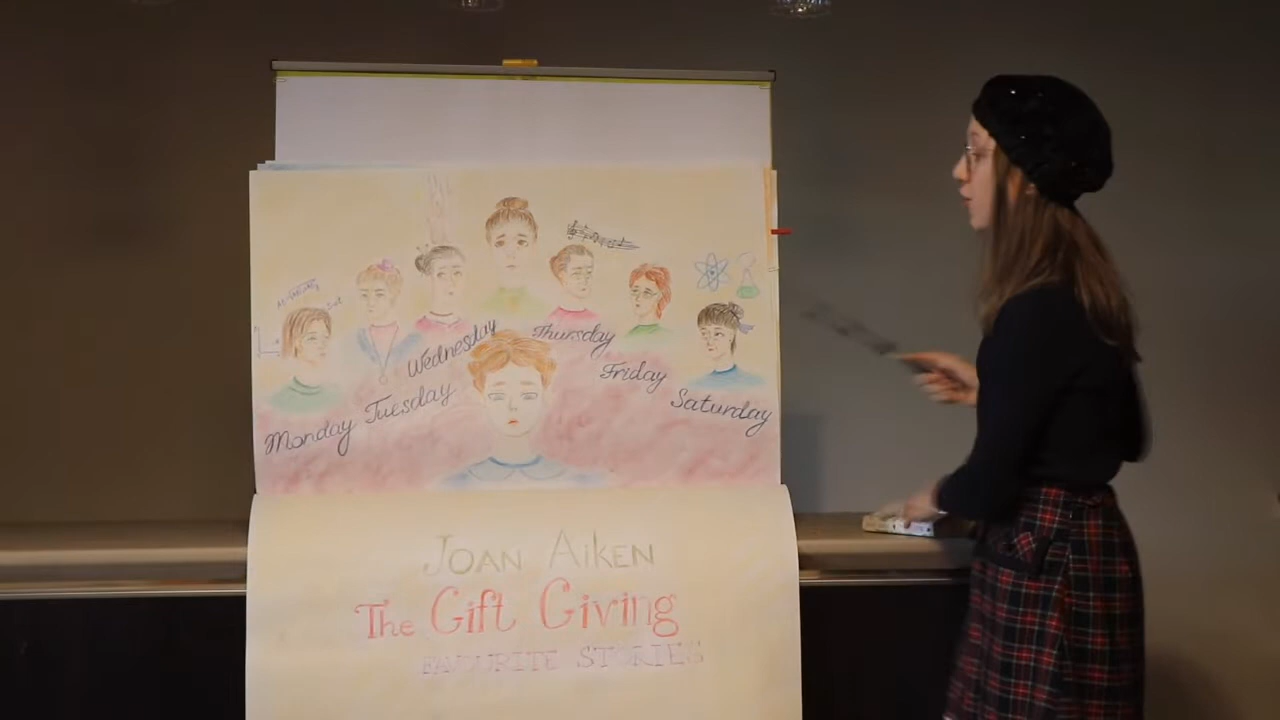 Monday
Tuesday
Wednesday
Thursday
Friday
Saturday
JOAN AIKEN
The Gift Giving
FAVOURITE STORIES